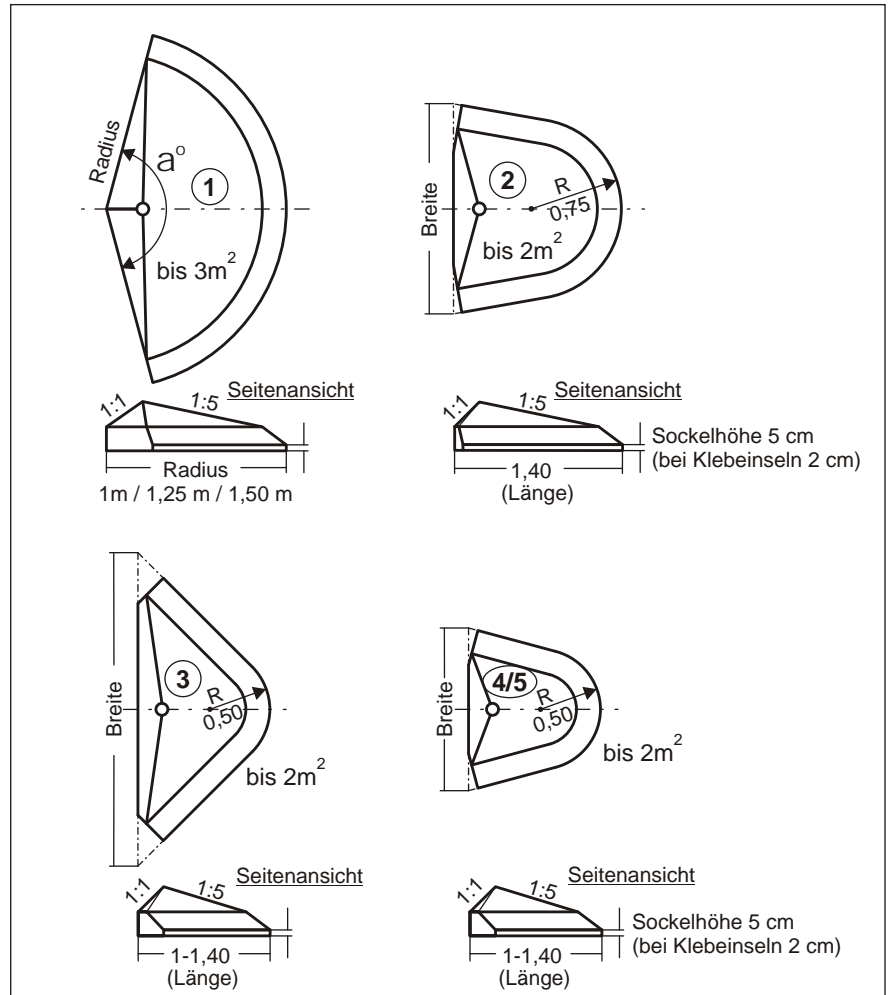 Radius
a°
1
bis 3m²
1:1
1:5
Seitenansicht
Radius
1m / 1,25 m / 1,50 m
Breite
2
R
0,75
bis 2m²
1:1
1:5
Seitenansicht
1,40
(Länge)
Sockelhöhe 5 cm
(bei Klebeinseln 2 cm)
Breite
3
R
0,50
bis 2m²
1:1
1:5
Seitenansicht
1-1,40
(Länge)
Breite
4/5
R
0,50
bis 2m²
1:1
1:5
Seitenansicht
1-1,40
(Länge)
Sockelhöhe 5 cm
(bei Klebeinseln 2 cm)